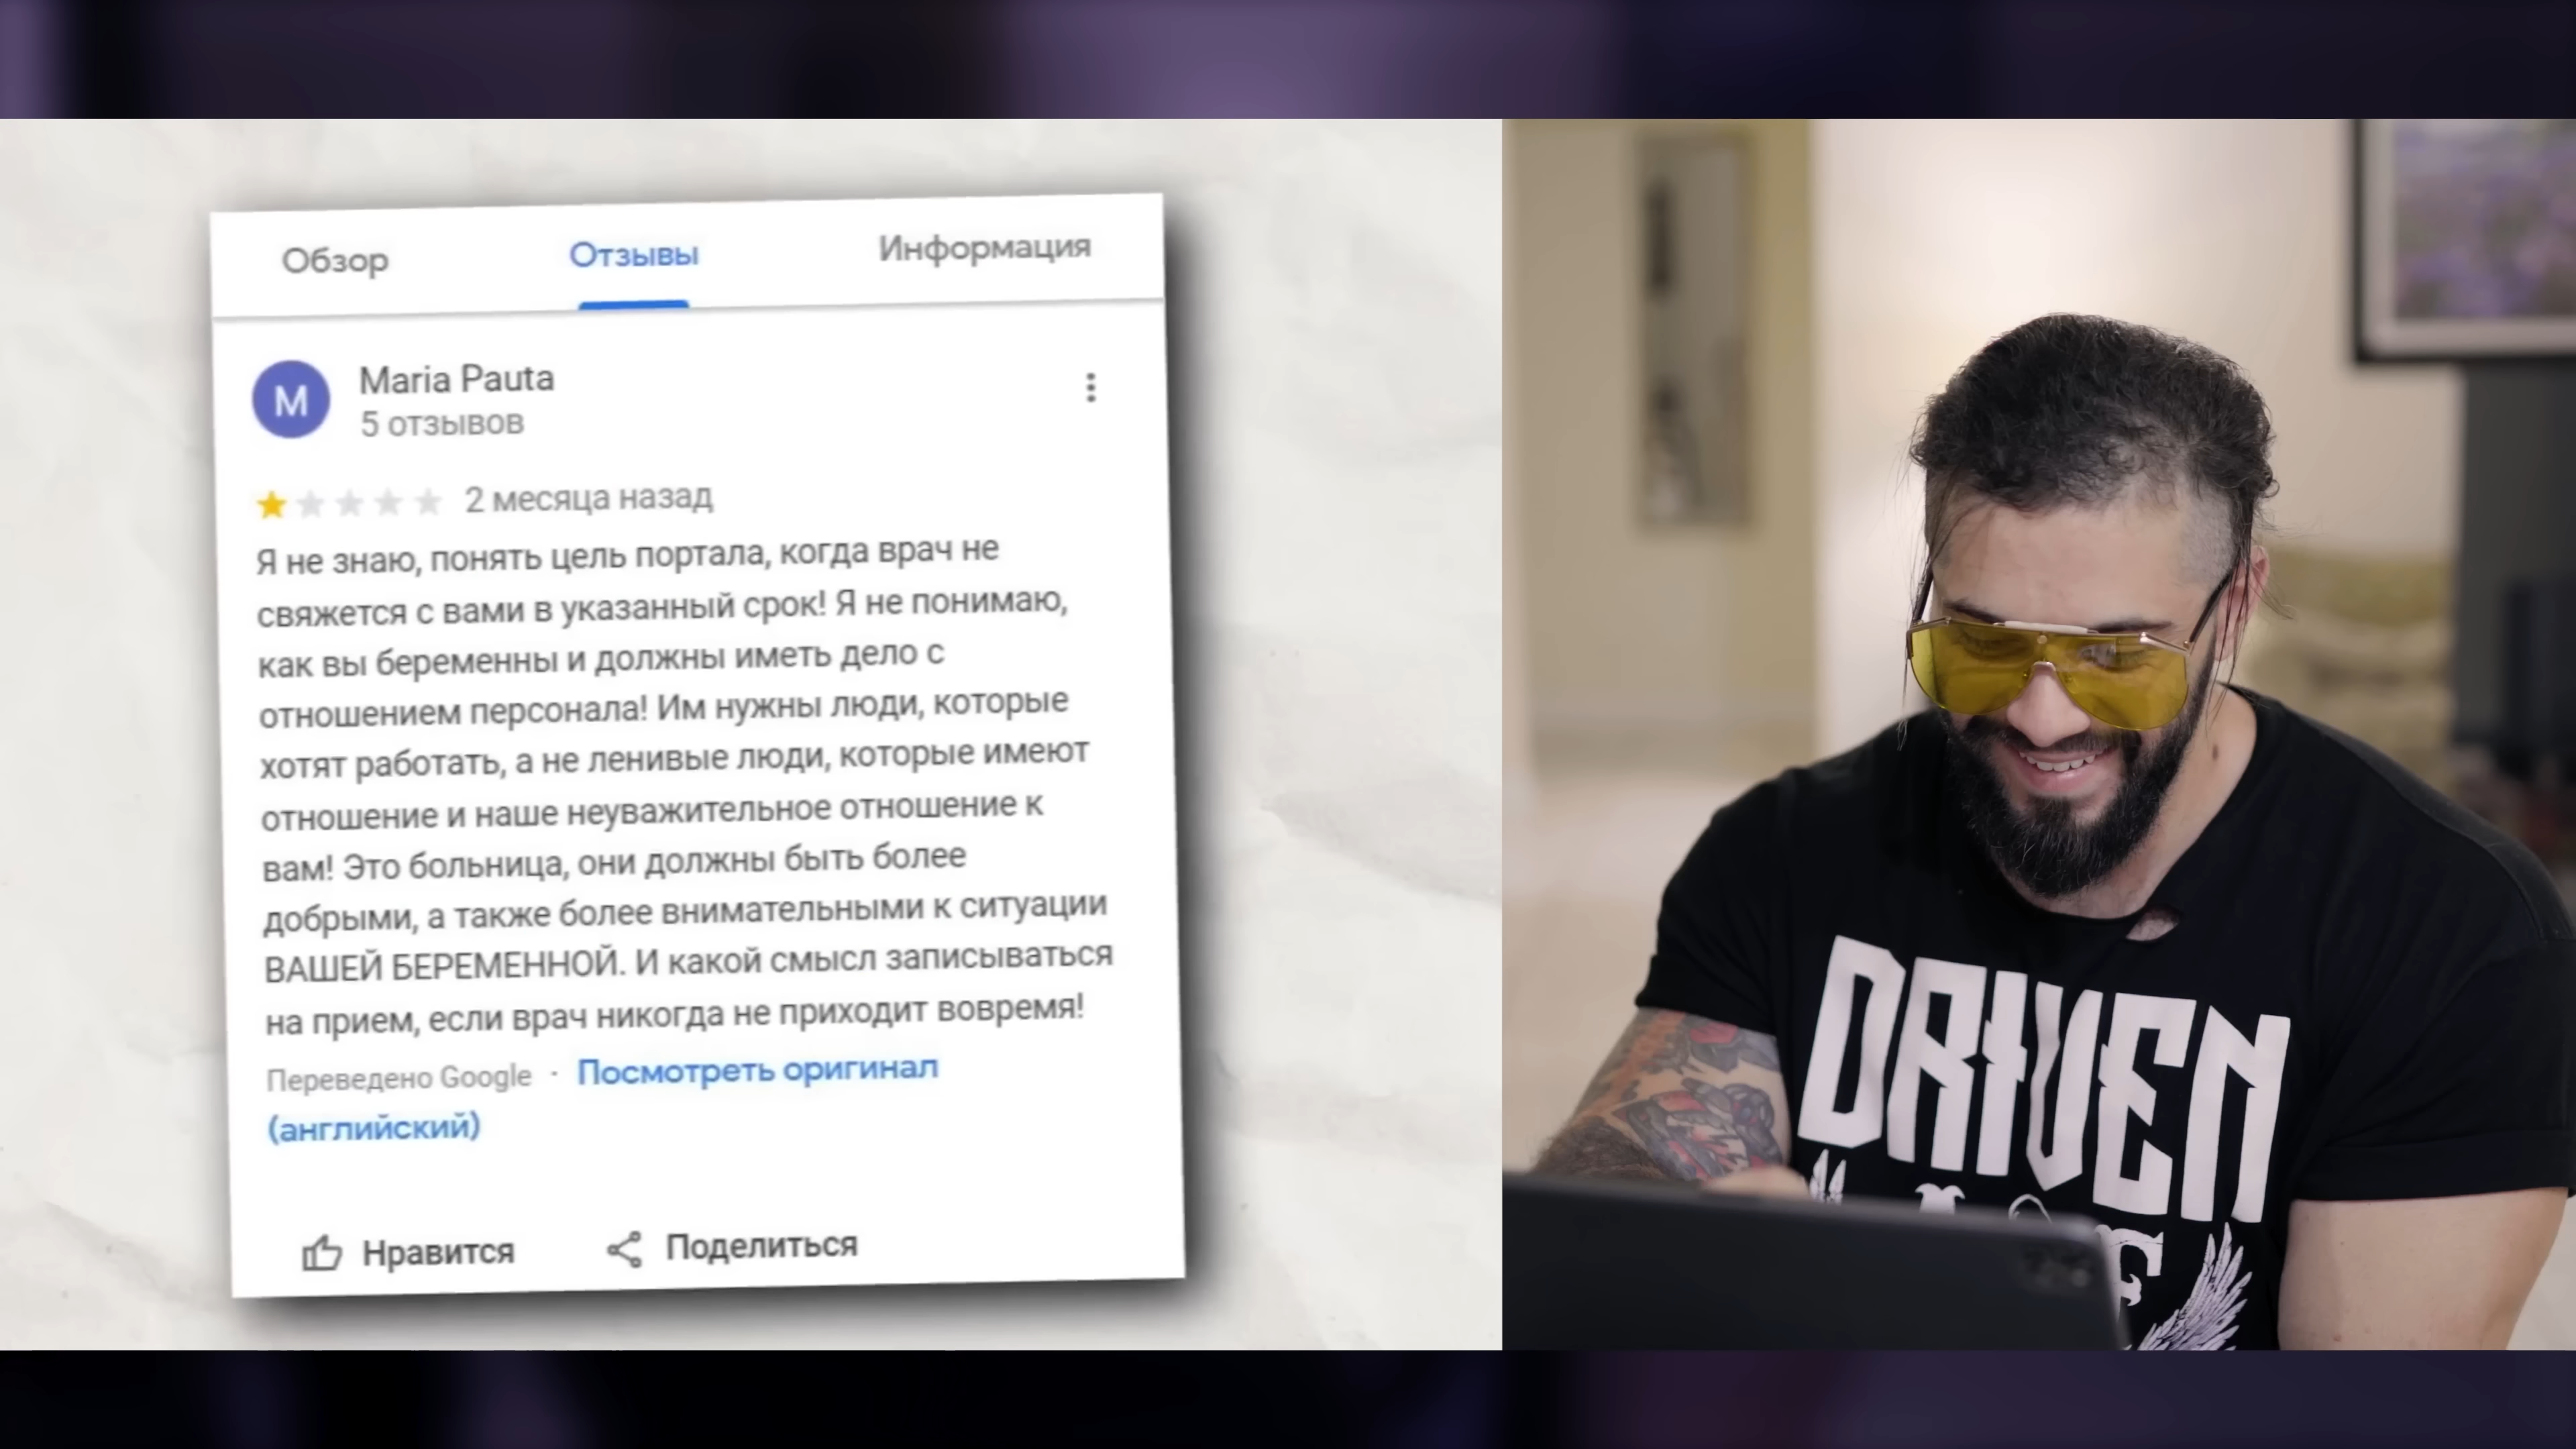 Обзор
Отзывы
Информация
M
Maria Pauta
5 отзывов
2 месяца назад
Я не знаю, понять цель портала, когда врач не
свяжется с вами в указанный срок! Я не понимаю,
как вы беременны и должны иметь дело с
отношением персонала! Им нужны люди, которые
хотят работать, а не ленивые люди, которые имеют
отношение и наше неуважительное отношение к
вам! Это больница, они должны быть более
добрыми, а также более внимательными к ситуации
ВАШЕЙ БЕРЕМЕННОЙ. И какой смысл записываться
на прием, если врач никогда не приходит вовремя!
Переведено Google · Посмотреть оригинал
(английский)
Нравится
Поделиться
DRIVEN